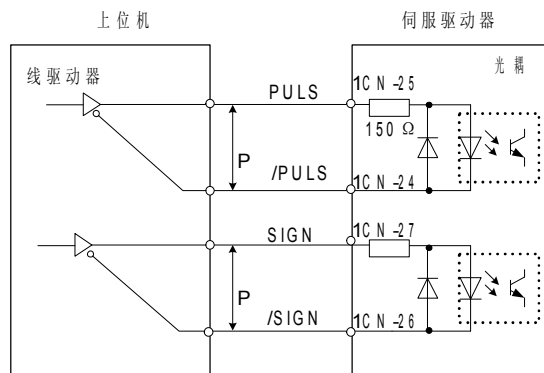 上位机
伺服驱动器
线驱动器
光耦
PULS
1CN-25
150 Ω
P
/PULS
1CN-24
SIGN
1CN-27
P
/SIGN
1CN-26